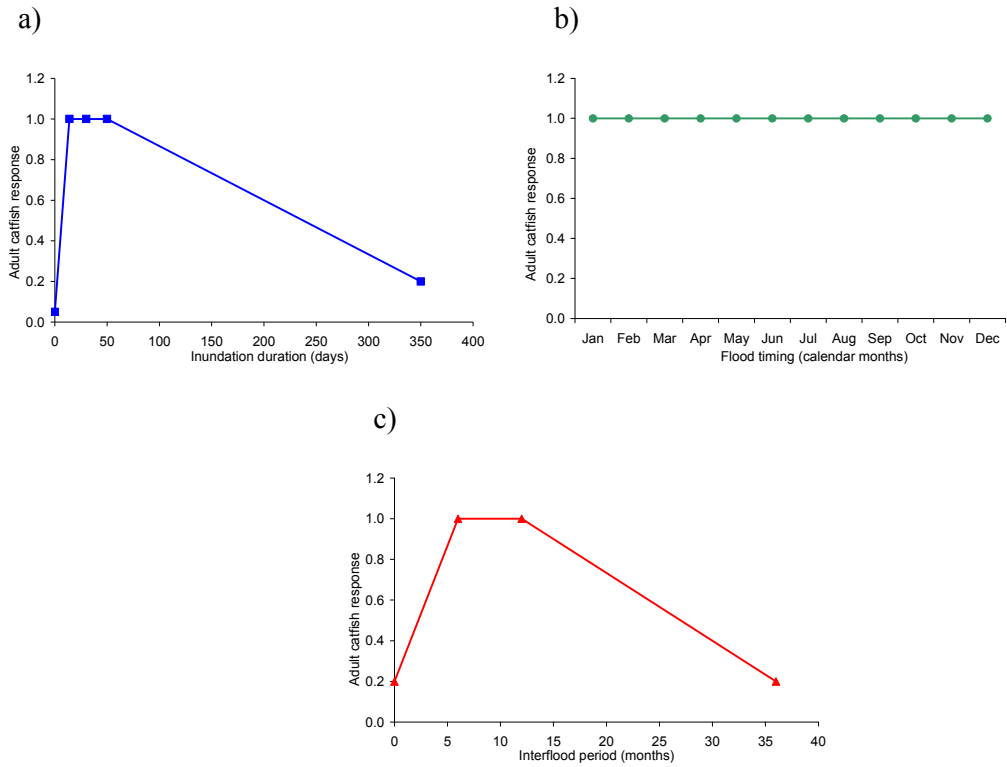 a)
Adult catfish response
1.2
1.0
0.8
0.6
0.4
0.2
0.0
0 50 100 150 200 250 300 350 400
Inundation duration (days)
b)
Adult catfish response
1.2
1.0
0.8
0.6
0.4
0.2
0.0
Jan Feb Mar Apr May Jun Jul Aug Sep Oct Nov Dec
Flood timing (calendar months)
c)
Adult catfish response
1.2
1.0
0.8
0.6
0.4
0.2
0.0
0 5 10 15 20 25 30 35 40
Interflood period (months)